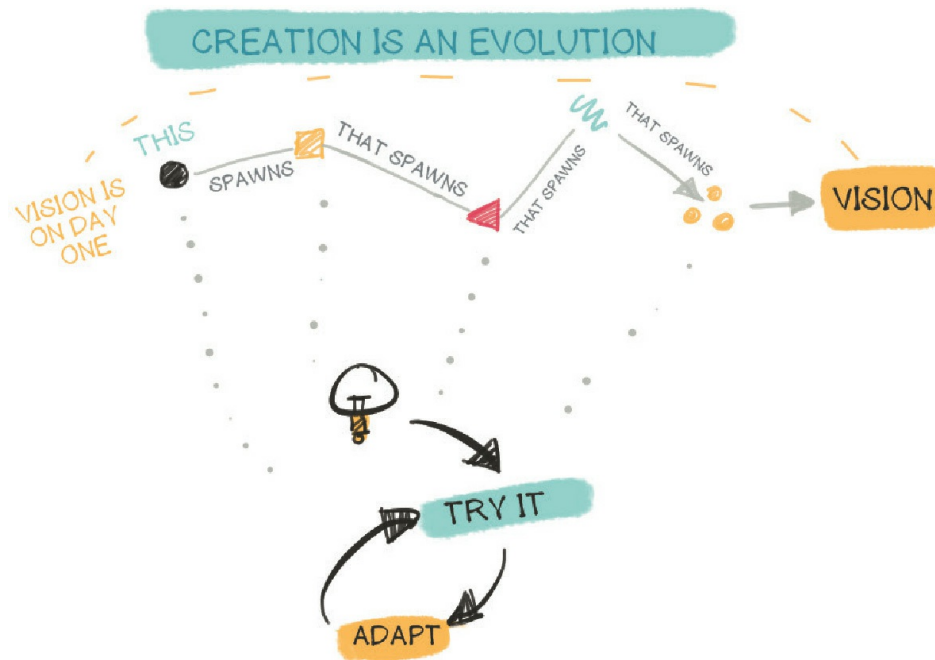 CREATION IS AN EVOLUTION
THIS
SPAWNS
THAT SPAWNS
THAT SPAWNS
THAT SPAWNS
VISION
VISION IS
ON DAY
ONE
TRY IT
ADAPT